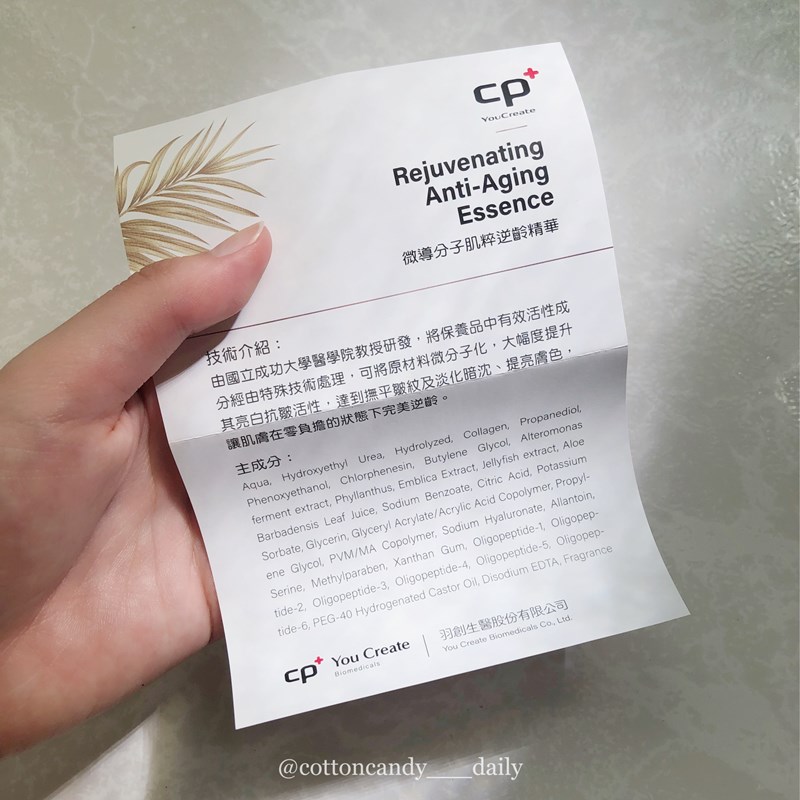 cp+
YouCreate
Rejuvenating
Anti-Aging
Essence
微導分子肌粹逆齡精華
技術介紹：
由國立成功大學醫學院教授研發，將保養品中有效活性成
分經由特殊技術處理，可將原材料微分子化，大幅度提升
其亮白抗皺活性，達到撫平皺紋及淡化暗沈、提亮膚色，
讓肌膚在零負擔的狀態下完美逆齡。
主成分：
Aqua, Hydroxyethyl Urea, Hydrolyzed, Collagen, Propanediol,
Phenoxyethanol, Chlorphenesin, Butylene Glycol, Alteromonas
ferment extract, Phyllanthus, Emblica Extract, Jellyfish extract, Aloe
Barbadensis Leaf Juice, Sodium Benzoate, Citric Acid, Potassium
Sorbate, Glycerin, Glyceryl Acrylate/Acrylic Acid Copolymer, Propyl-
ene Glycol, PVM/MA Copolymer, Sodium Hyaluronate, Allantoin,
Serine, Methylparaben, Xanthan Gum, Oligopeptide-1, Oligopep-
tide-2, Oligopeptide-3, Oligopeptide-4, Oligopeptide-5, Oligopep-
tide-6, PEG-40 Hydrogenated Castor Oil, Disodium EDTA, Fragrance
cp+ You Create
Biomedicals
羽創生醫股份有限公司
You Create Biomedicals Co., Ltd.
@cottoncandy___daily